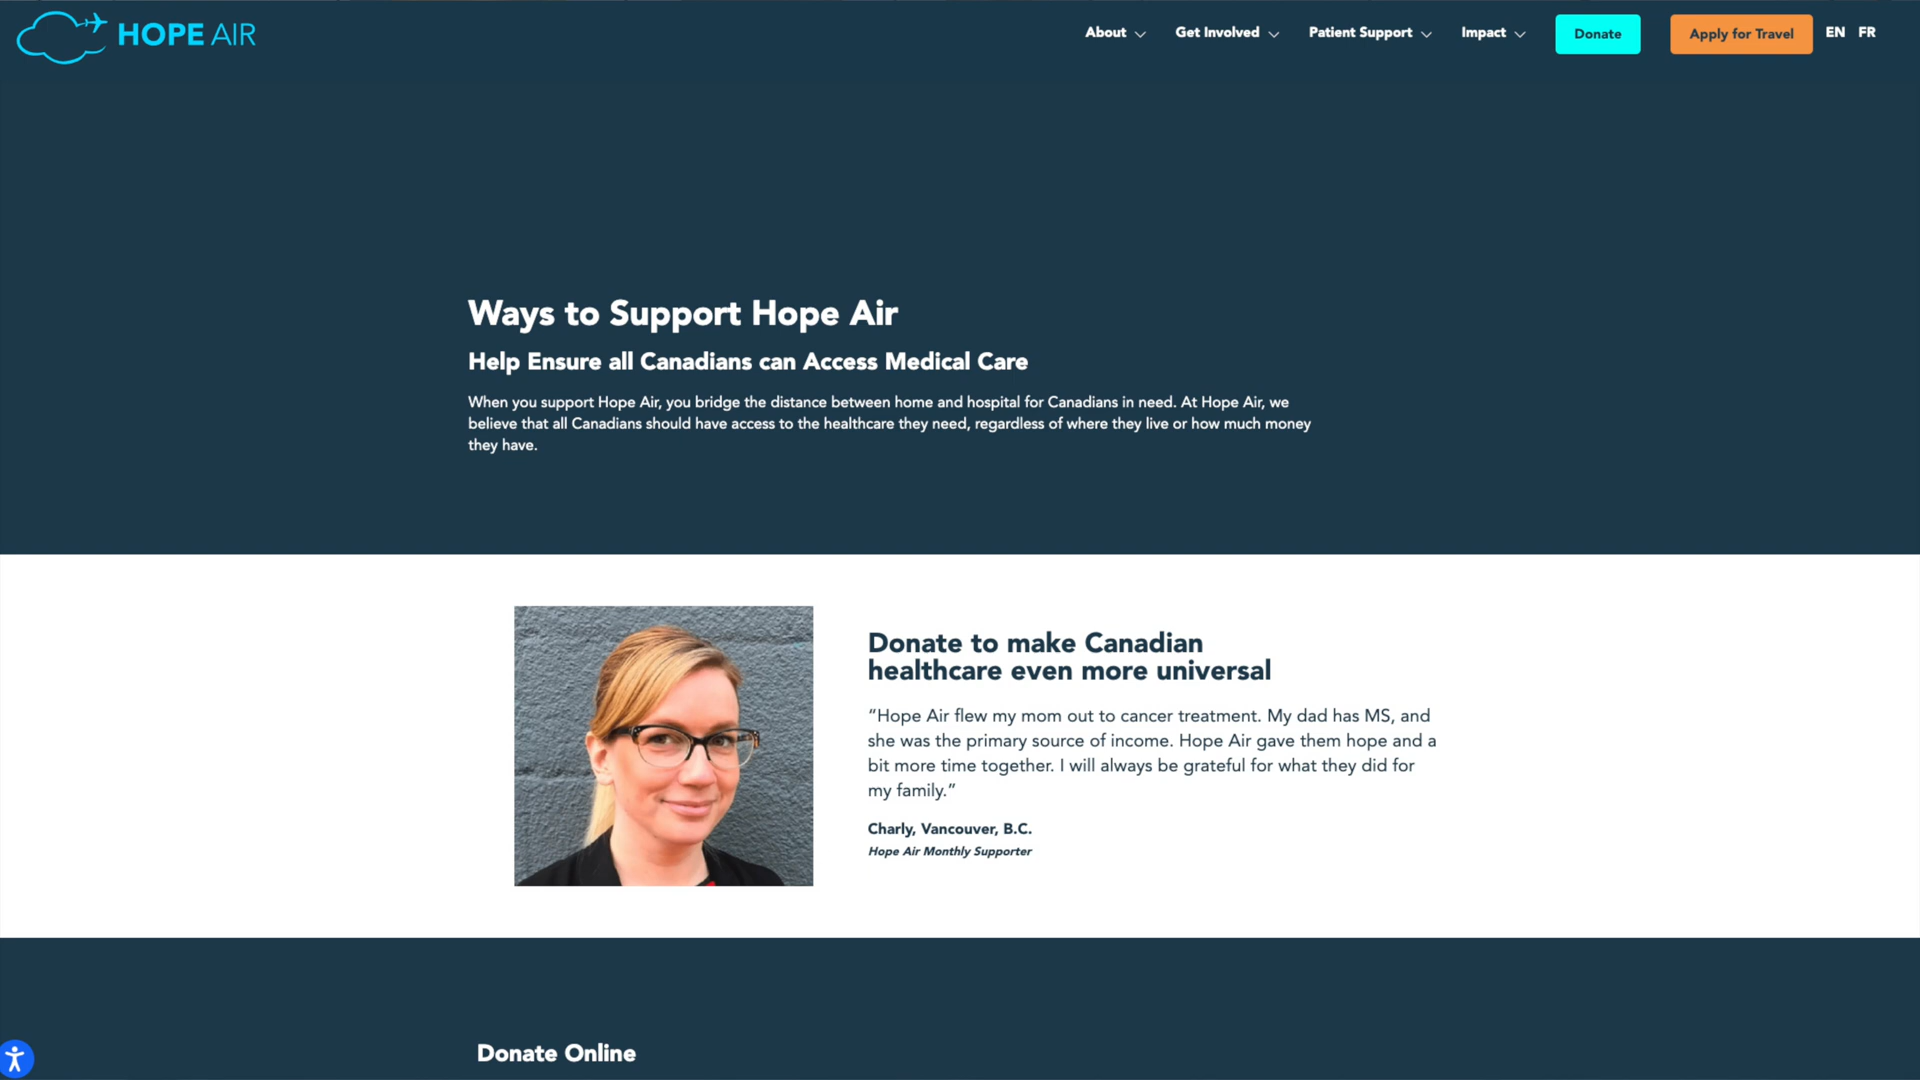 HOPE AIR
About
Get Involved
Patient Support
Impact
Donate
Apply for Travel
EN FR
Ways to Support Hope Air
Help Ensure all Canadians can Access Medical Care
When you support Hope Air, you bridge the distance between home and hospital for Canadians in need. At Hope Air, we
believe that all Canadians should have access to the healthcare they need, regardless of where they live or how much money
they have.
Donate to make Canadian
healthcare even more universal
“Hope Air flew my mom out to cancer treatment. My dad has MS, and
she was the primary source of income. Hope Air gave them hope and a
bit more time together. I will always be grateful for what they did for
my family.”
Charly, Vancouver, B.C.
Hope Air Monthly Supporter
Donate Online